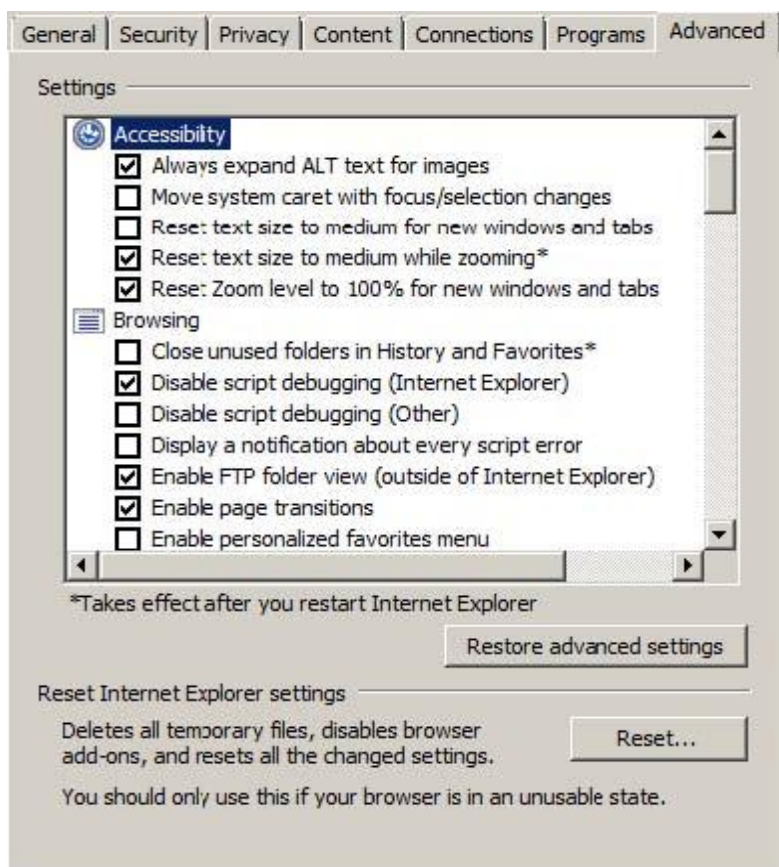 General Security Privacy Content Connections Programs Advanced
Settings
Accessibility
Always expand ALT text for images
Move system caret with focus/selection changes
Reset text size to medium for new windows and tabs
Reset text size to medium while zooming*
Reset Zoom level to 100% for new windows and tabs
Browsing
Close unused folders in History and Favorites*
Disable script debugging (Internet Explorer)
Disable script debugging (Other)
Display a notification about every script error
Enable FTP folder view (outside of Internet Explorer)
Enable page transitions
Enable personalized favorites menu
*Takes effect after you restart Internet Explorer
Restore advanced settings
Reset Internet Explorer settings
Deletes all temporary files, disables browser
add-ons, and resets all the changed settings.
Reset...
You should only use this if your browser is in an unusable state.